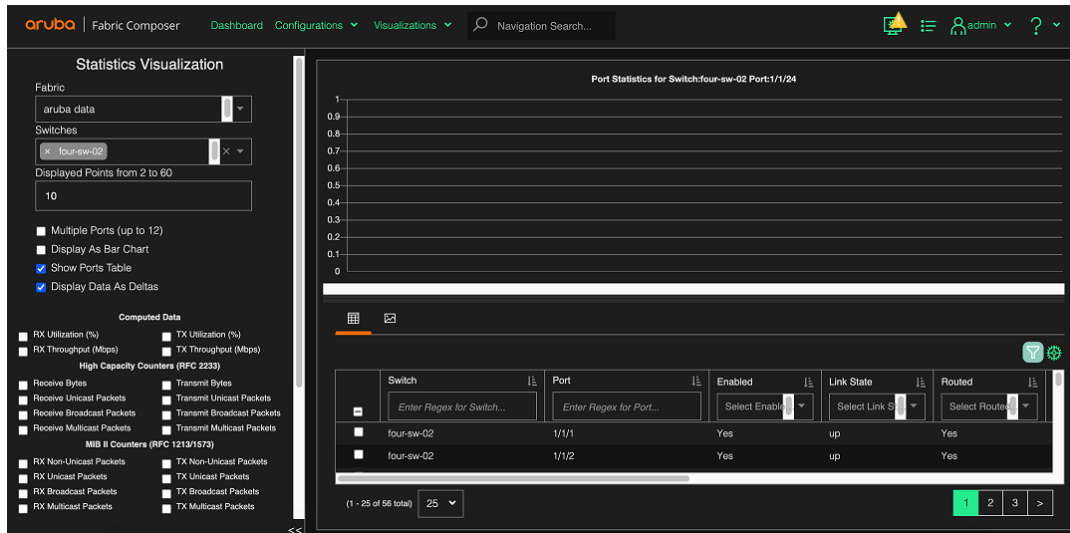 aruba | Fabric Composer Dashboard Configurations Visualizations Navigation Search... admin ?
Statistics Visualization
Fabric
aruba data
Switches
× four-sw-02 ×
Displayed Points from 2 to 60
10
Multiple Ports (up to 12)
Display As Bar Chart
Show Ports Table
Display Data As Deltas
Computed Data
RX Utilization (%) TX Utilization (%)
RX Throughput (Mbps) TX Throughput (Mbps)
High Capacity Counters (RFC 2233)
Receive Bytes Transmit Bytes
Receive Unicast Packets Transmit Unicast Packets
Receive Broadcast Packets Transmit Broadcast Packets
Receive Multicast Packets Transmit Multicast Packets
MIB II Counters (RFC 1213/1573)
RX Non-Unicast Packets TX Non-Unicast Packets
RX Unicast Packets TX Unicast Packets
RX Broadcast Packets TX Broadcast Packets
RX Multicast Packets TX Multicast Packets
<<
Port Statistics for Switch:four-sw-02 Port:1/1/24
1
0.9
0.8
0.7
0.6
0.5
0.4
0.3
0.2
0.1
0
Switch Port Enabled Link State Routed
Enter Regex for Switch... Enter Regex for Port... Select Enable Select Link S Select Routed
four-sw-02 1/1/1 Yes up Yes
four-sw-02 1/1/2 Yes up Yes
(1 - 25 of 56 total) 25 1 2 3 >